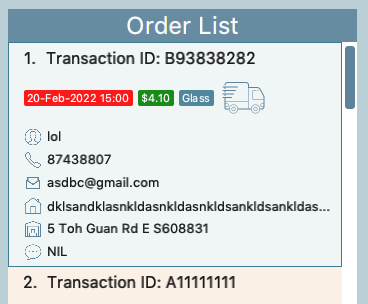 Order List
1. Transaction ID: B93838282
20-Feb-2022 15:00 $4.10 Glass
lol
87438807
asdbc@gmail.com
dklsandklasnkldasnkldasnkldsankldsankldas...
5 Toh Guan Rd E S608831
NIL
2. Transaction ID: A11111111